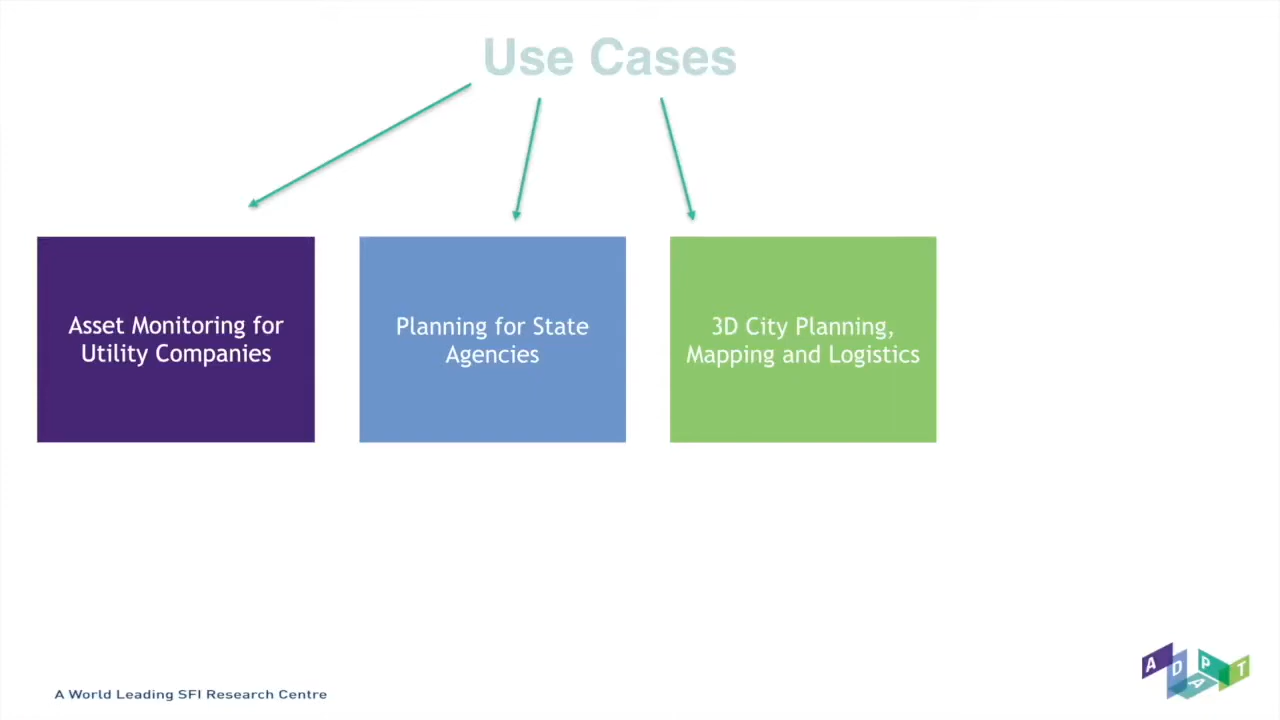 Use Cases
Asset Monitoring for
Utility Companies
Planning for State
Agencies
3D City Planning,
Mapping and Logistics
A World Leading SFI Research Centre
ADAPT